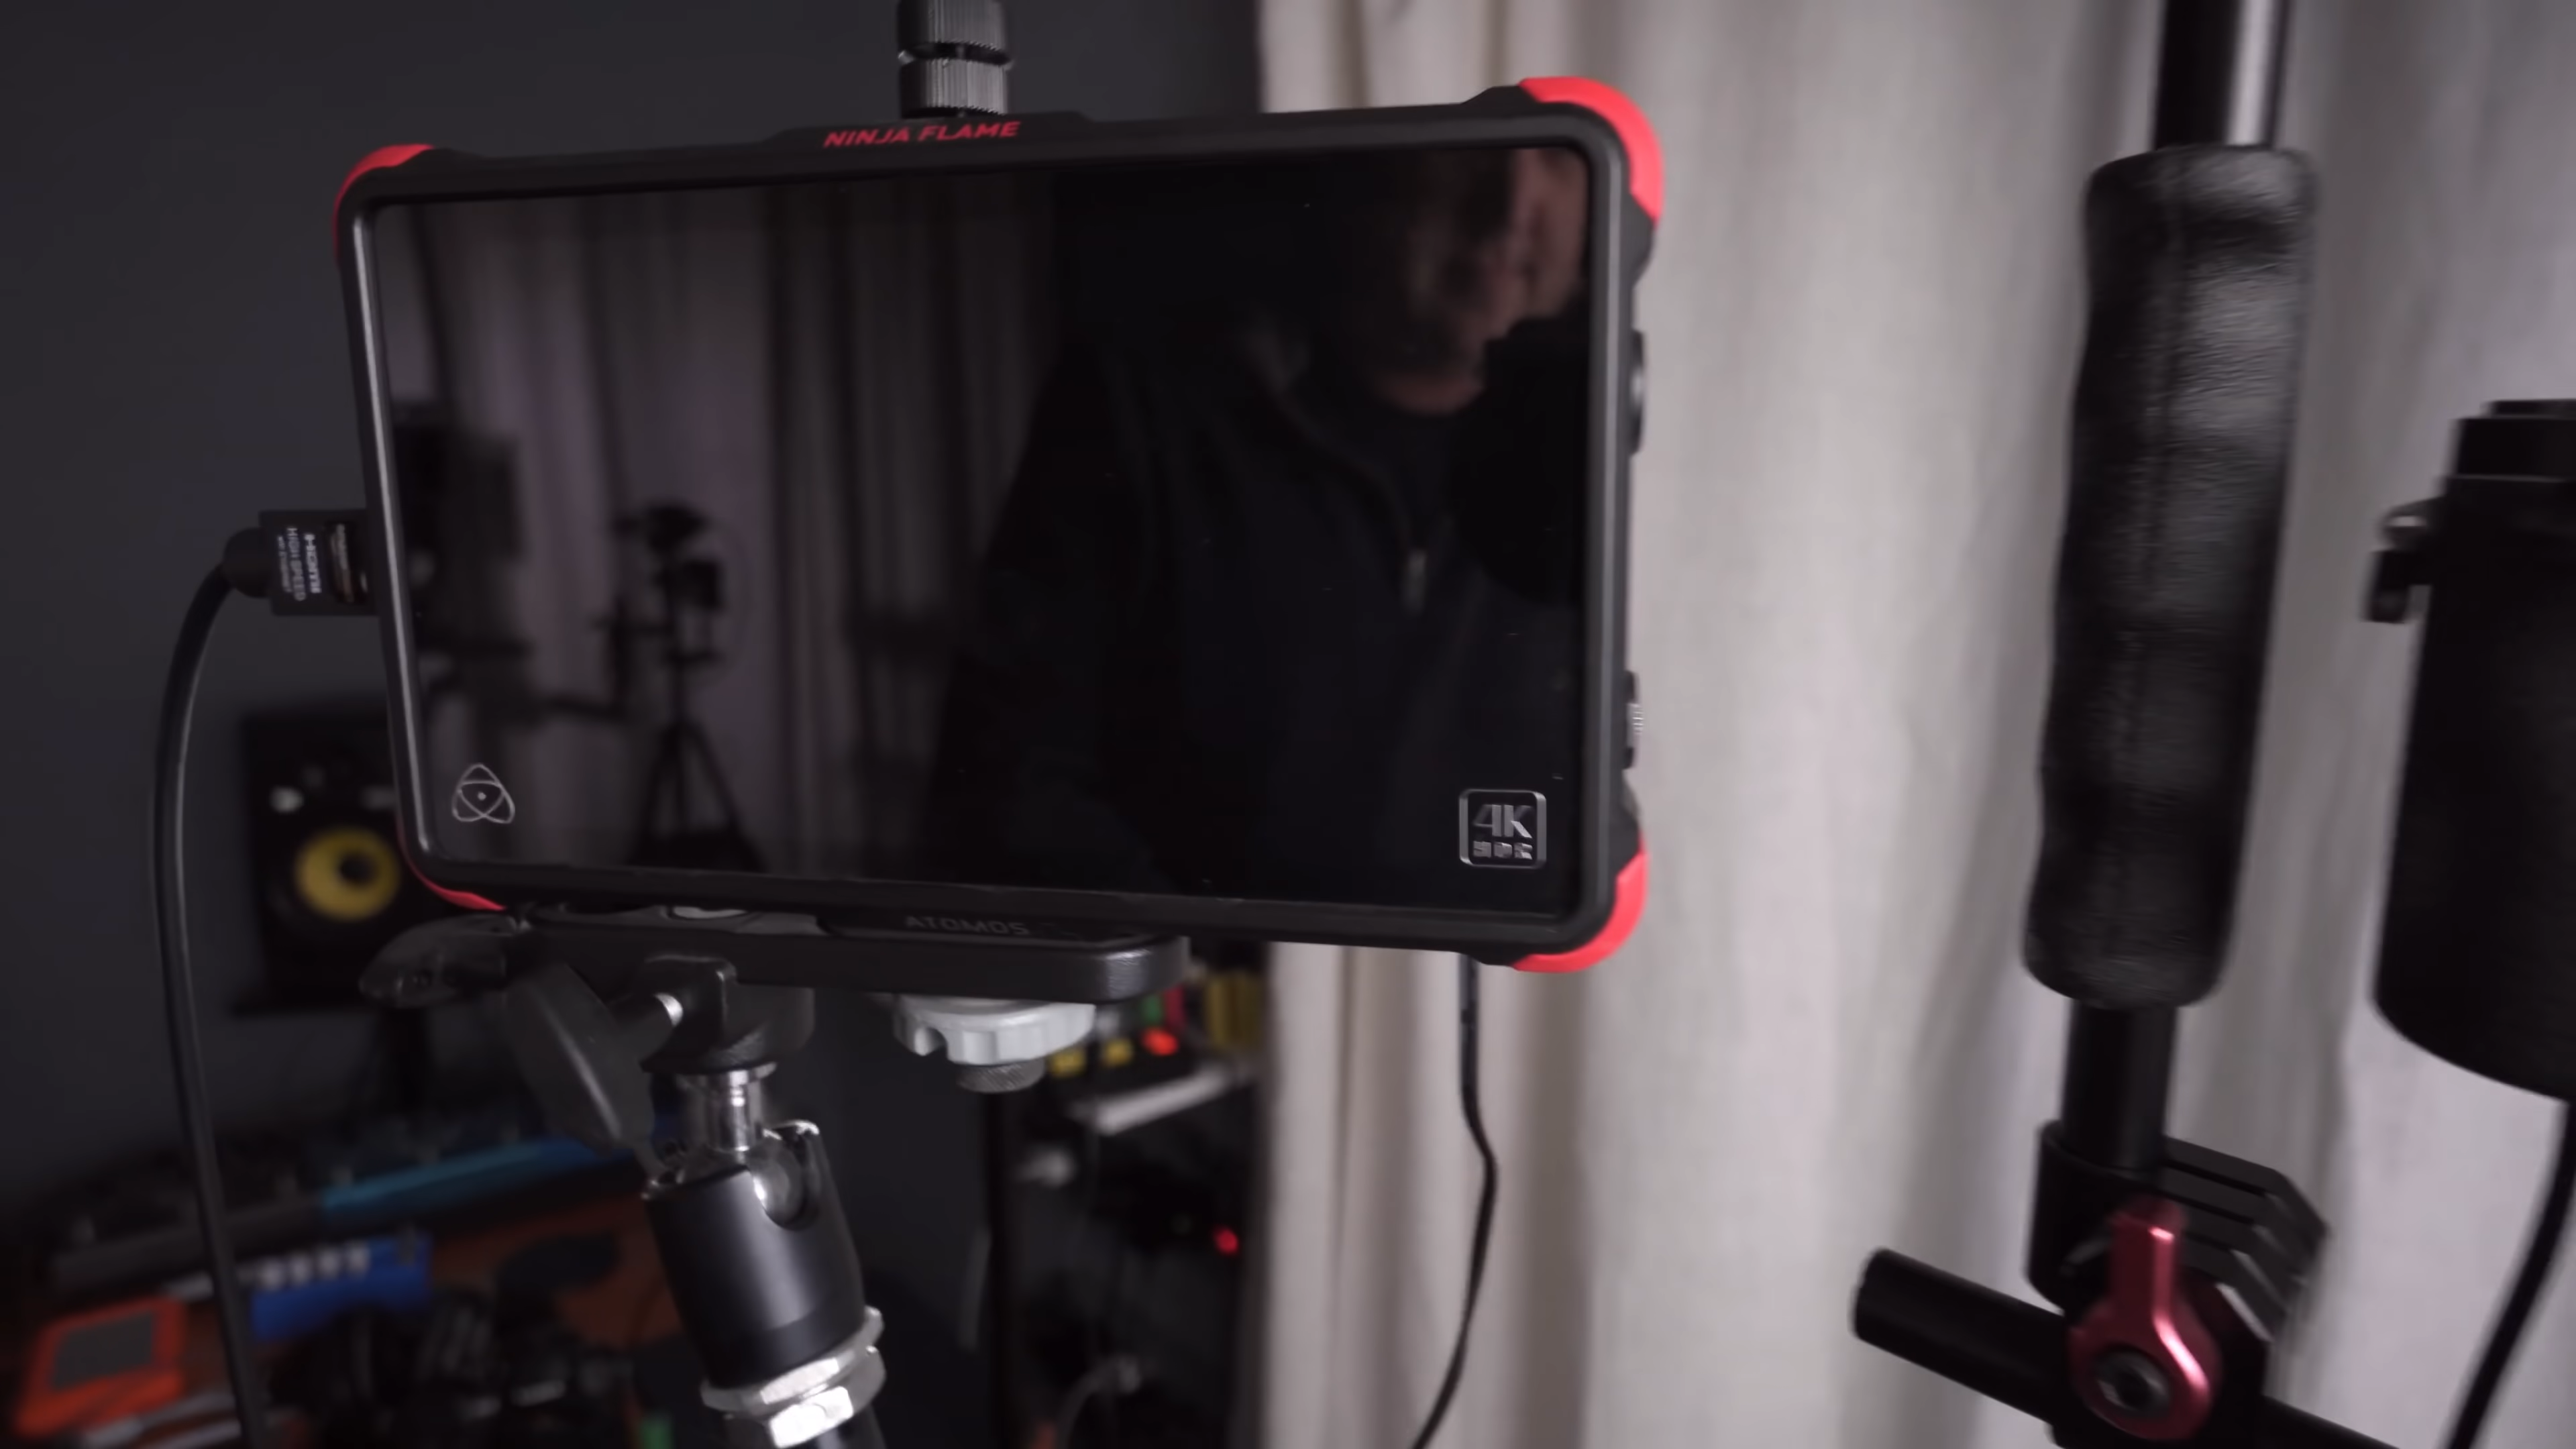 NINJA FLAME
HDMI
HIGH SPEED
4K
ATOMOS